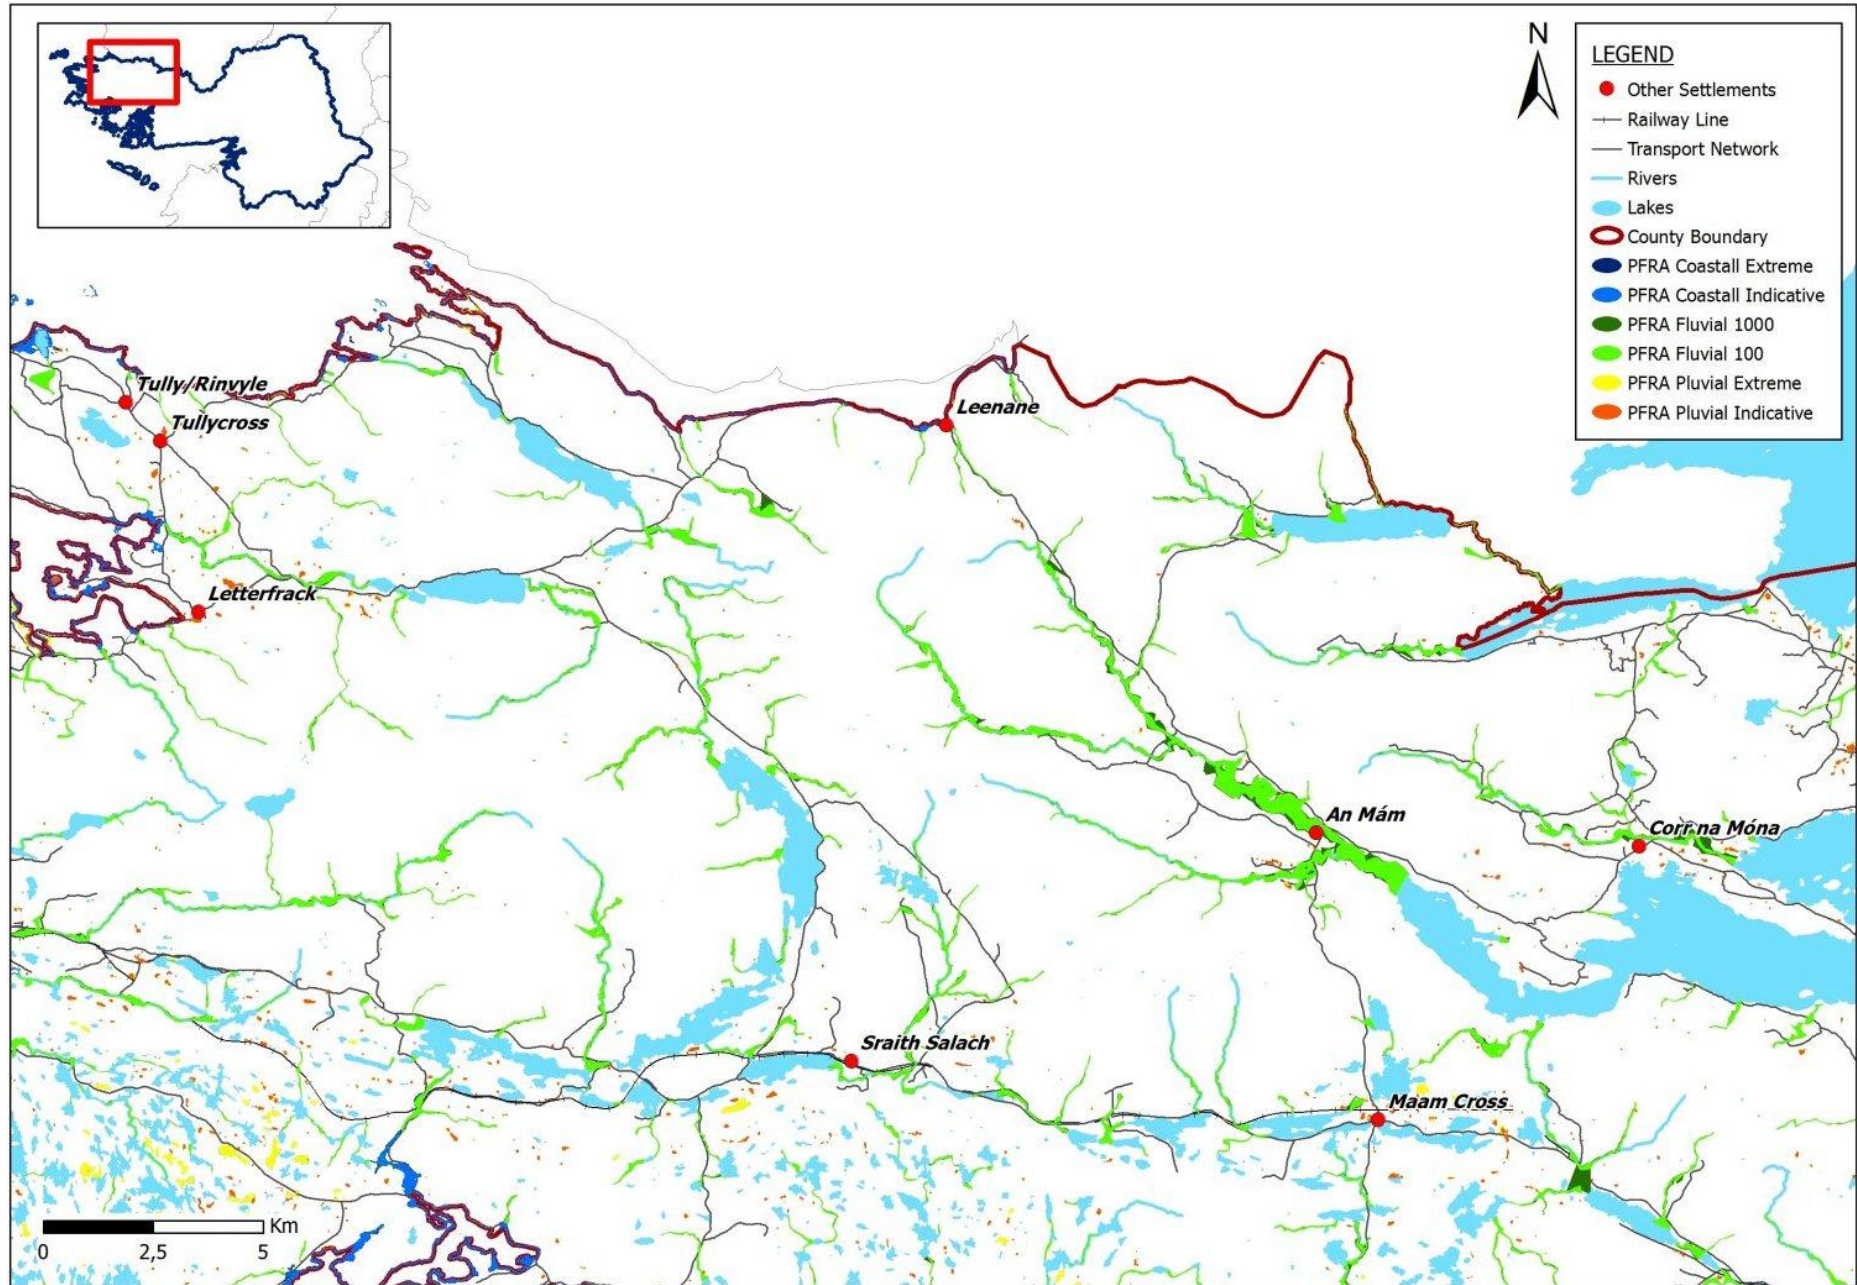 N
LEGEND
Other Settlements
Railway Line
Transport Network
Rivers
Lakes
County Boundary
PFRA Coastall Extreme
PFRA Coastall Indicative
PFRA Fluvial 1000
PFRA Fluvial 100
PFRA Pluvial Extreme
PFRA Pluvial Indicative
Tully/Rinvyle
Tullycross
Leenane
Letterfrack
An Mám
Corr na Móna
Sraith Salach
Maam Cross
Km
0 2,5 5